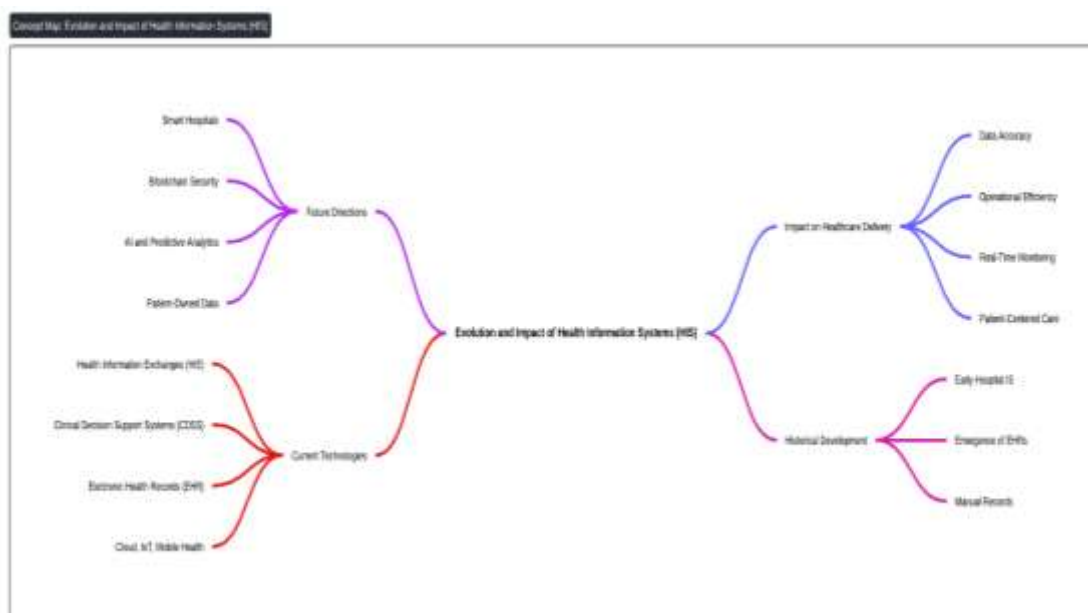 Concept Map: Evolution and Impact of Health Information Systems (HIS)
Smart Hospitals
Blockchain Security
AI and Predictive Analytics
Patient-Owned Data
Future Directions
Health Information Exchanges (HIE)
Clinical Decision Support Systems (CDSS)
Electronic Health Records (EHR)
Cloud, IoT, Mobile Health
Current Technologies
Evolution and Impact of Health Information Systems (HIS)
Impact on Healthcare Delivery
Data Accuracy
Operational Efficiency
Real-Time Monitoring
Patient-Centered Care
Historical Development
Early Hospital IS
Emergence of EHRs
Manual Records